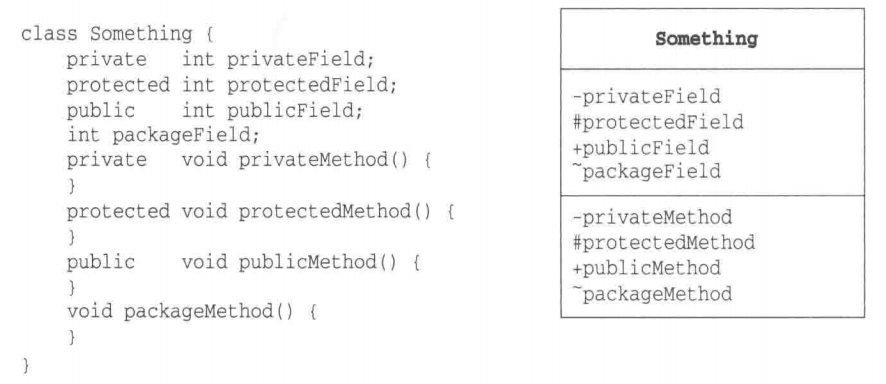 class Something {
    private   int privateField;
    protected int protectedField;
    public    int publicField;
    int packageField;
    private   void privateMethod() {
    }
    protected void protectedMethod() {
    }
    public    void publicMethod() {
    }
    void packageMethod() {
    }
}
Something
-privateField
#protectedField
+publicField
~packageField
-privateMethod
#protectedMethod
+publicMethod
~packageMethod